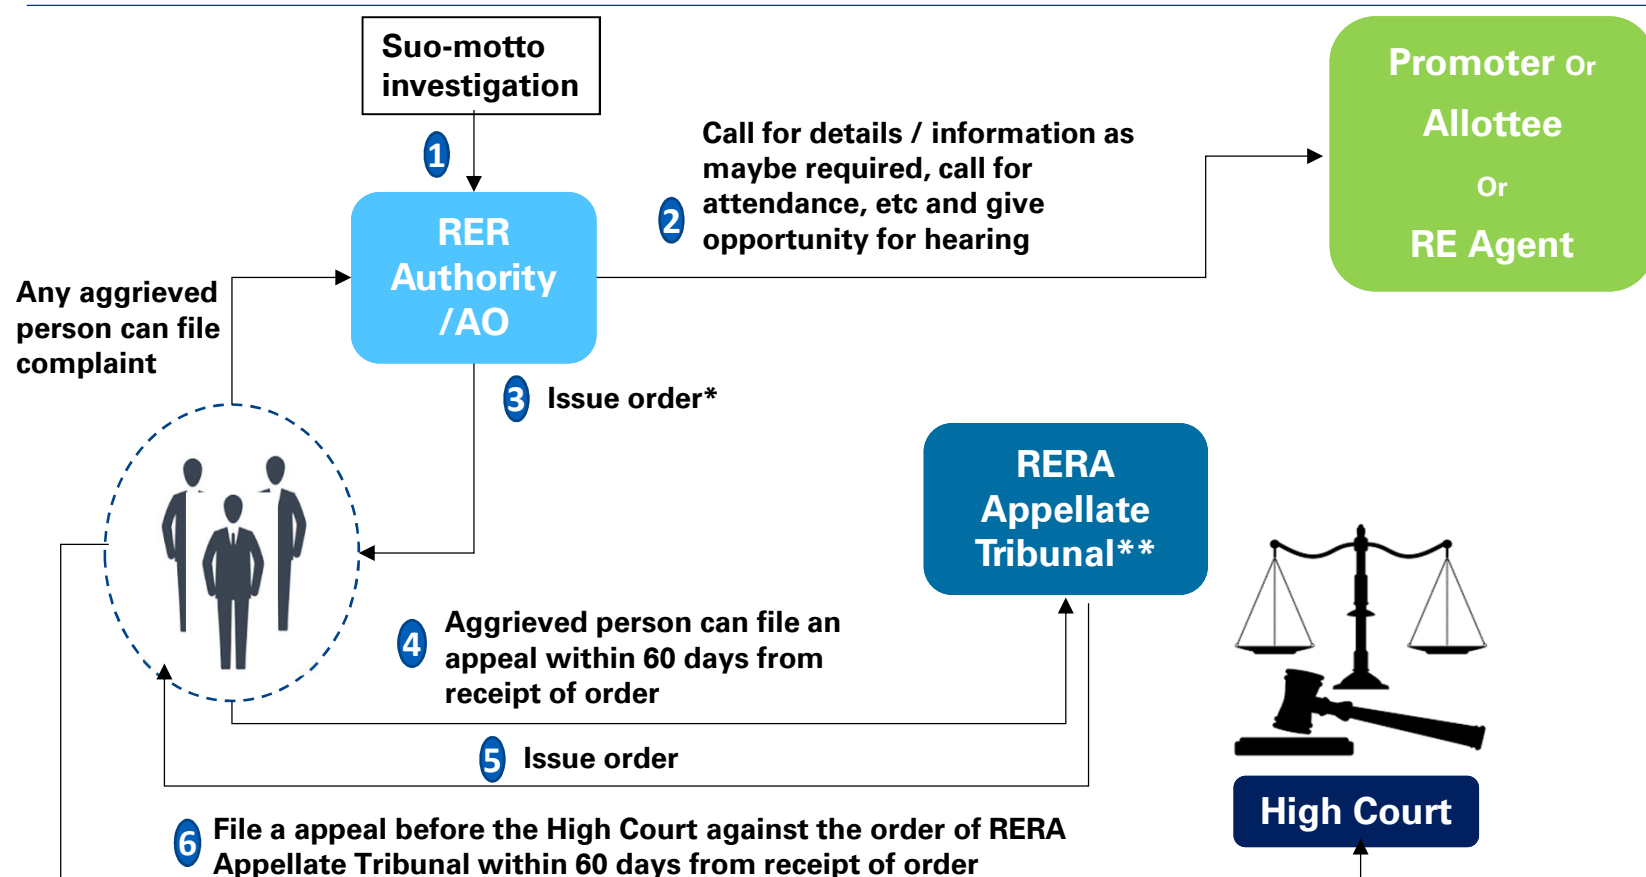 Suo-motto
investigation
Promoter Or
Allottee
Or
RE Agent
1
Call for details / information as
maybe required, call for
attendance, etc and give
opportunity for hearing
2
RER
Authority
/AO
Any aggrieved
person can file
complaint
3
Issue order*
RERA
Appellate
Tribunal**
4
Aggrieved person can file an
appeal within 60 days from
receipt of order
5
Issue order
High Court
6
File a appeal before the High Court against the order of RERA
Appellate Tribunal within 60 days from receipt of order